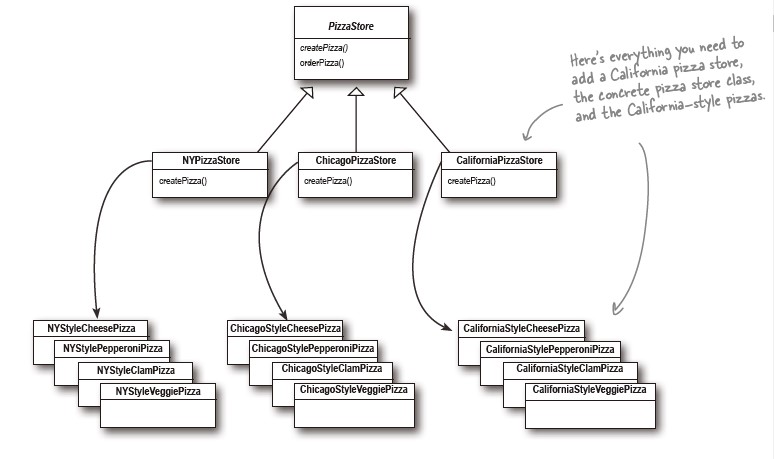 PizzaStore
createPizza()
orderPizza()
Here's everything you need to
add a California pizza store,
the concrete pizza store class,
and the California-style pizzas.
NYPizzaStore
createPizza()
ChicagoPizzaStore
createPizza()
CaliforniaPizzaStore
createPizza()
NYStyleCheesePizza
NYStylePepperoniPizza
NYStyleClamPizza
NYStyleVeggiePizza
ChicagoStyleCheesePizza
ChicagoStylePepperoniPizza
ChicagoStyleClamPizza
ChicagoStyleVeggiePizza
CaliforniaStyleCheesePizza
CaliforniaStylePepperoniPizza
CaliforniaStyleClamPizza
CaliforniaStyleVeggiePizza